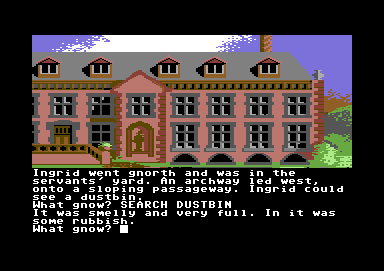 Ingrid went gnorth and was in the
servants' yard. An archway led west,
onto a sloping passageway. Ingrid could
see a dustbin.
What gnow? SEARCH DUSTBIN
It was smelly and very full. In it was
some rubbish.
What gnow?